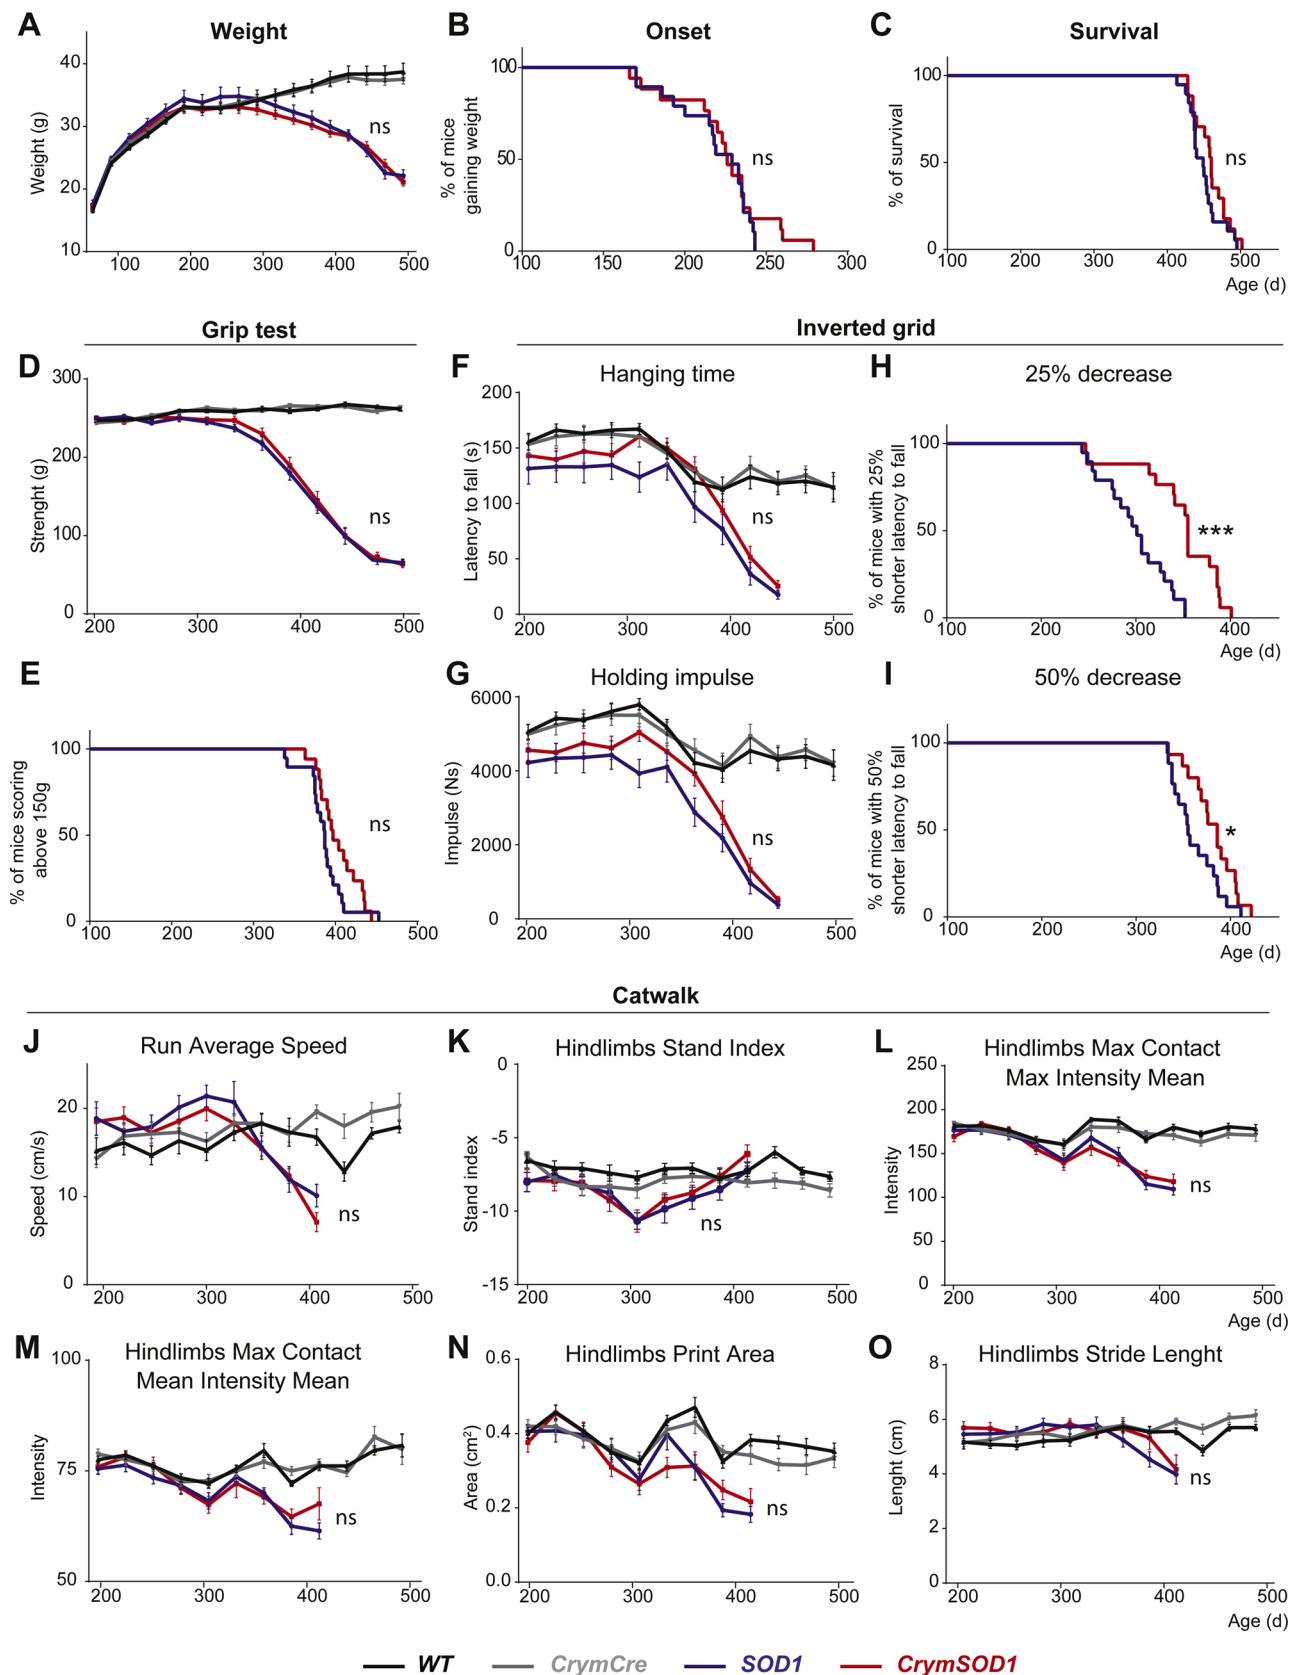 A
Weight
B
Onset
C
Survival
Weight (g)
40
30
20
10
ns
100
200
300
400
500
% of mice
gaining weight
100
50
0
ns
100
150
200
250
300
% of survival
100
50
0
ns
100
200
300
400
500
Age (d)
Grip test
Inverted grid
D
Strenght (g)
300
200
100
0
ns
200
300
400
500
F
Hanging time
Latency to fall (s)
200
150
100
50
0
ns
200
300
400
500
H
25% decrease
% of mice with 25%
shorter latency to fall
100
50
0
***
100
200
300
400
Age (d)
E
% of mice scoring
above 150g
100
50
0
ns
100
200
300
400
500
G
Holding impulse
Impulse (Ns)
6000
4000
2000
0
ns
200
300
400
500
I
50% decrease
% of mice with 50%
shorter latency to fall
100
50
0
*
100
200
300
400
Age (d)
Catwalk
J
Run Average Speed
Speed (cm/s)
20
10
0
ns
200
300
400
500
K
Hindlimbs Stand Index
Stand index
0
-5
-10
-15
ns
200
300
400
500
L
Hindlimbs Max Contact
Max Intensity Mean
Intensity
250
200
150
100
50
0
ns
200
300
400
500
Age (d)
M
Hindlimbs Max Contact
Mean Intensity Mean
Intensity
100
75
50
ns
200
300
400
500
N
Hindlimbs Print Area
Area (cm²)
0.6
0.4
0.2
0.0
ns
200
300
400
500
O
Hindlimbs Stride Lenght
Lenght (cm)
8
6
4
2
0
ns
200
300
400
500
Age (d)
WT
CrymCre
SOD1
CrymSOD1